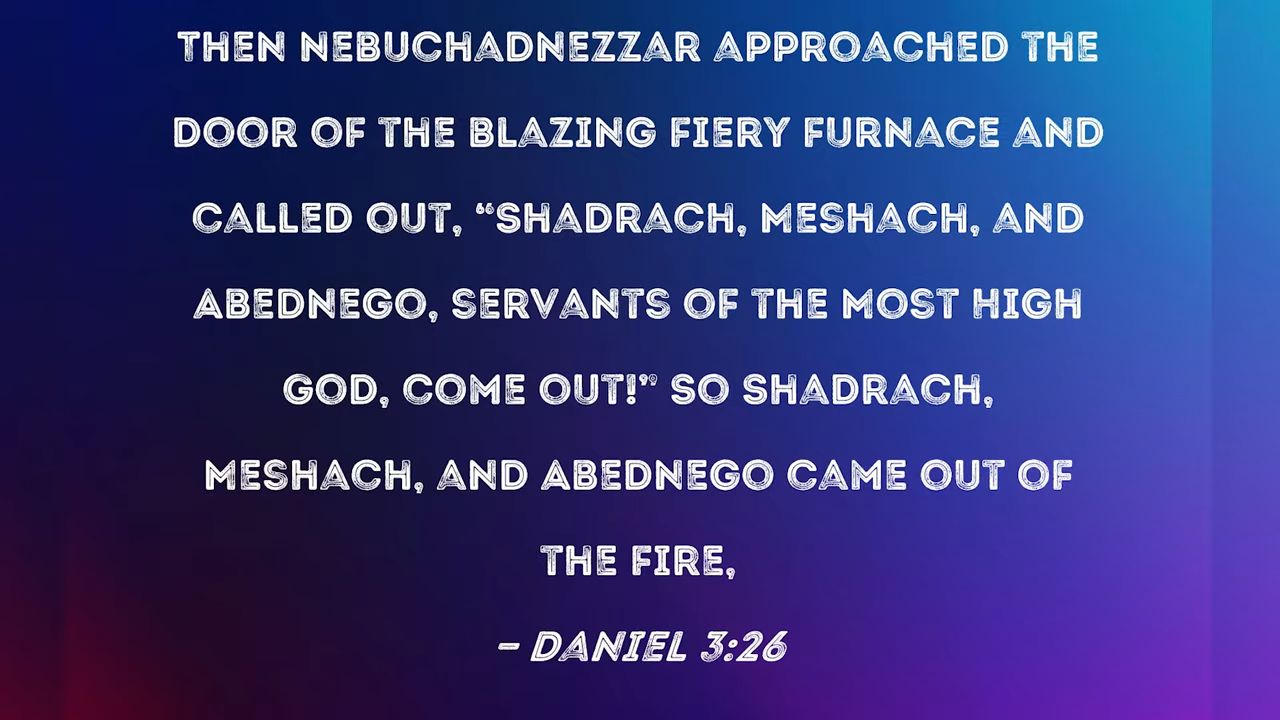 THEN NEBUCHADNEZZAR APPROACHED THE
DOOR OF THE BLAZING FIERY FURNACE AND
CALLED OUT, “SHADRACH, MESHACH, AND
ABEDNEGO, SERVANTS OF THE MOST HIGH
GOD, COME OUT!” SO SHADRACH,
MESHACH, AND ABEDNEGO CAME OUT OF
THE FIRE,
– DANIEL 3:26